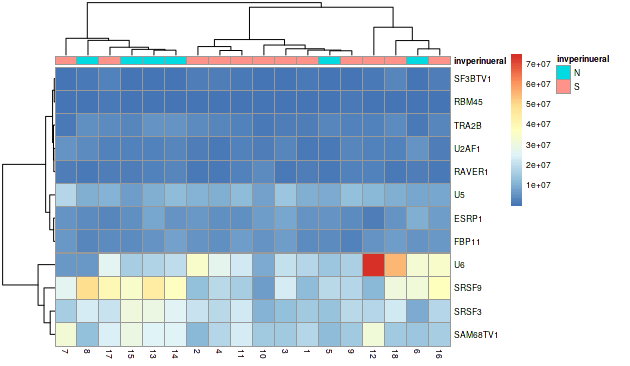 invperinueral
SF3BTV1
RBM45
TRA2B
U2AF1
RAVER1
U5
ESRP1
FBP11
U6
SRSF9
SRSF3
SAM68TV1
7 8 17 15 13 14 2 4 11 10 3 1 5 9 12 18 6 16
7e+07
6e+07
5e+07
4e+07
3e+07
2e+07
1e+07
invperinueral
N
S